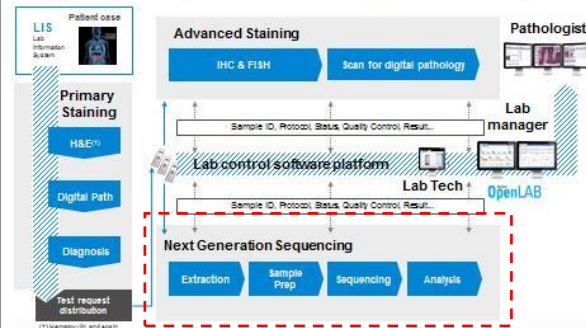 LIS
Lab
Information
System
Patient case
Primary
Staining
H&E(1)
Digital Path
Diagnosis
Test request
distribution
Advanced Staining
IHC & FISH
Scan for digital pathology
Sample ID, Protocol, Status, Quality Control, Result...
Lab control software platform
Lab Tech
Sample ID, Protocol, Status, Quality Control, Result...
Next Generation Sequencing
Extraction
Sample
Prep
Sequencing
Analysis
Pathologist
Lab
manager
OpenLAB